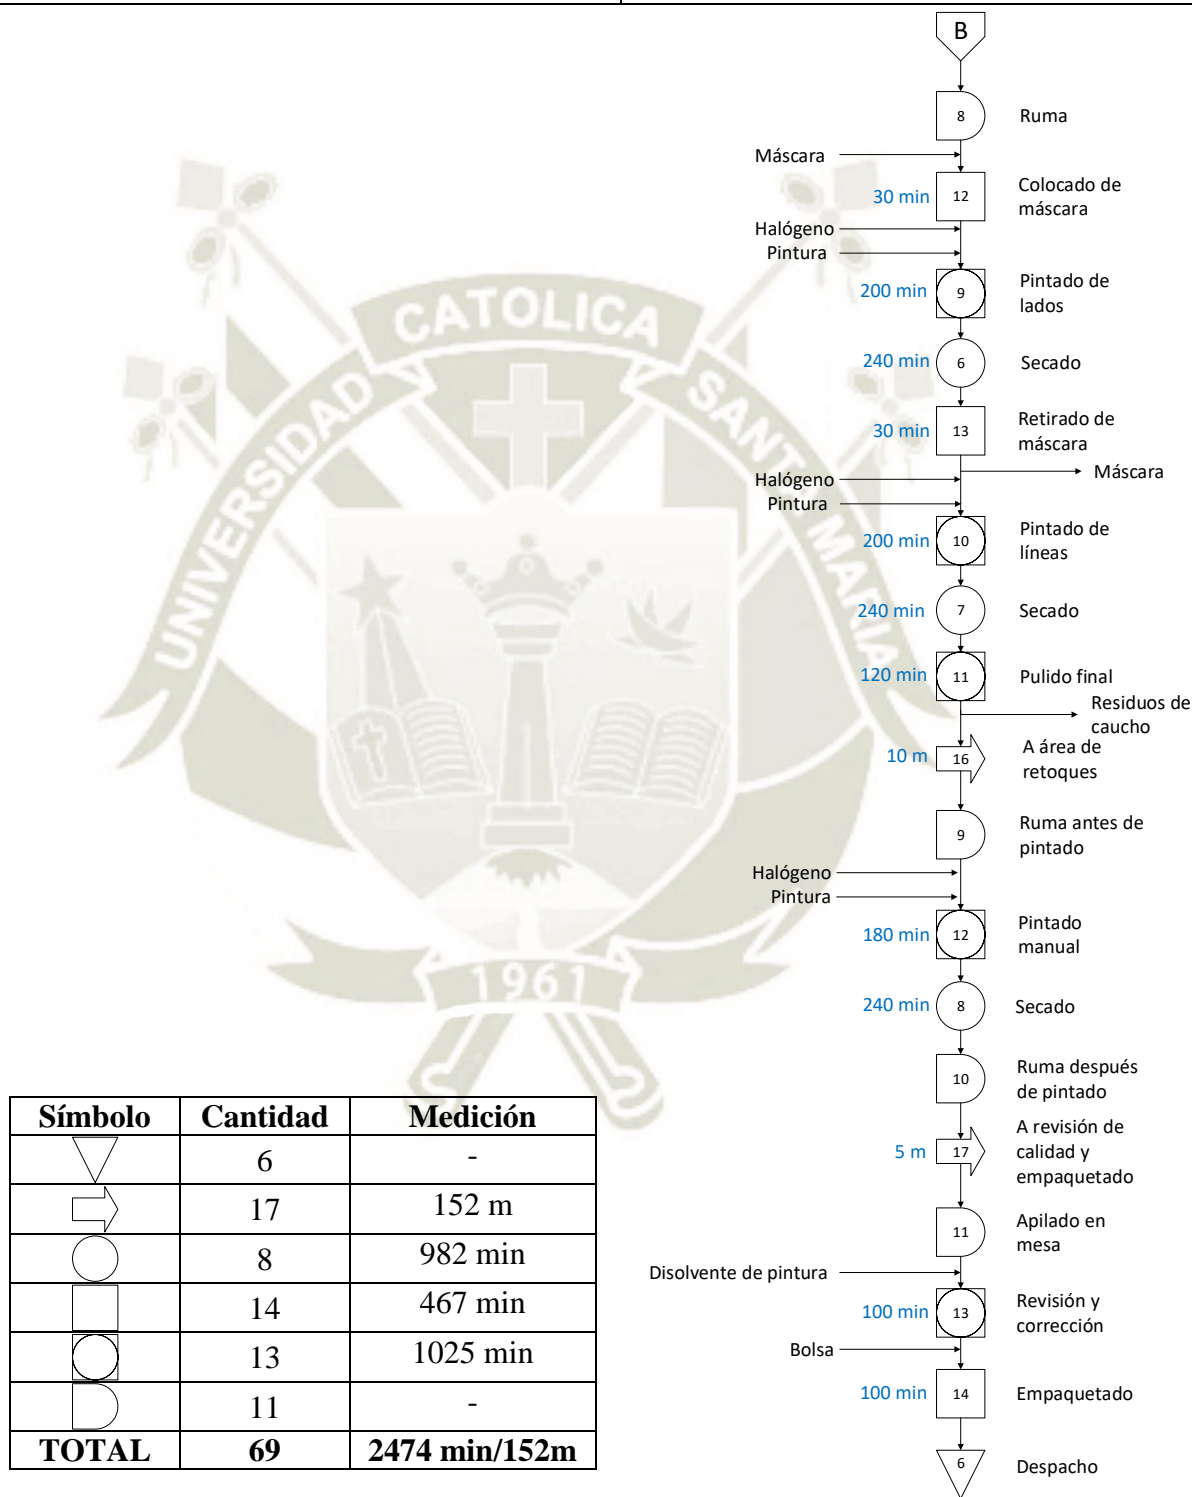 B
8 Ruma
Máscara
30 min 12 Colocado de
máscara
Halógeno
Pintura
200 min 9 Pintado de
lados
240 min 6 Secado
30 min 13 Retirado de
máscara
Máscara
Halógeno
Pintura
200 min 10 Pintado de
líneas
240 min 7 Secado
120 min 11 Pulido final
Residuos de
caucho
10 m 16 A área de
retoques
9 Ruma antes de
pintado
Halógeno
Pintura
180 min 12 Pintado
manual
240 min 8 Secado
10 Ruma después
de pintado
5 m 17 A revisión de
calidad y
empaquetado
11 Apilado en
mesa
Disolvente de pintura
100 min 13 Revisión y
corrección
Bolsa
100 min 14 Empaquetado
6 Despacho
Símbolo Cantidad Medición
6 -
17 152 m
8 982 min
14 467 min
13 1025 min
11 -
TOTAL 69 2474 min/152m
UNIVERSIDAD CATOLICA SANTA MARIA
1961